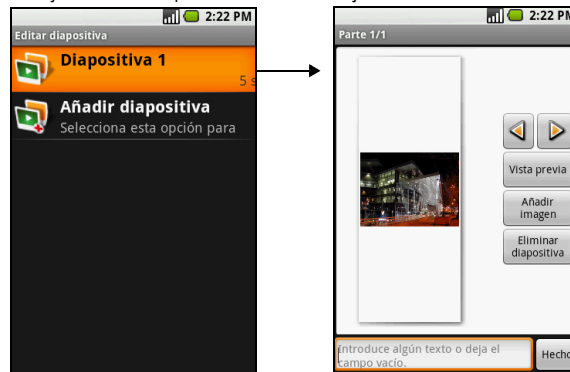 2:22 PM
Editar diapositiva
Diapositiva 1
5 s
Añadir diapositiva
Selecciona esta opción para
2:22 PM
Parte 1/1
Vista previa
Añadir
imagen
Eliminar
diapositiva
Introduce algún texto o deja el
campo vacío.
Hecho